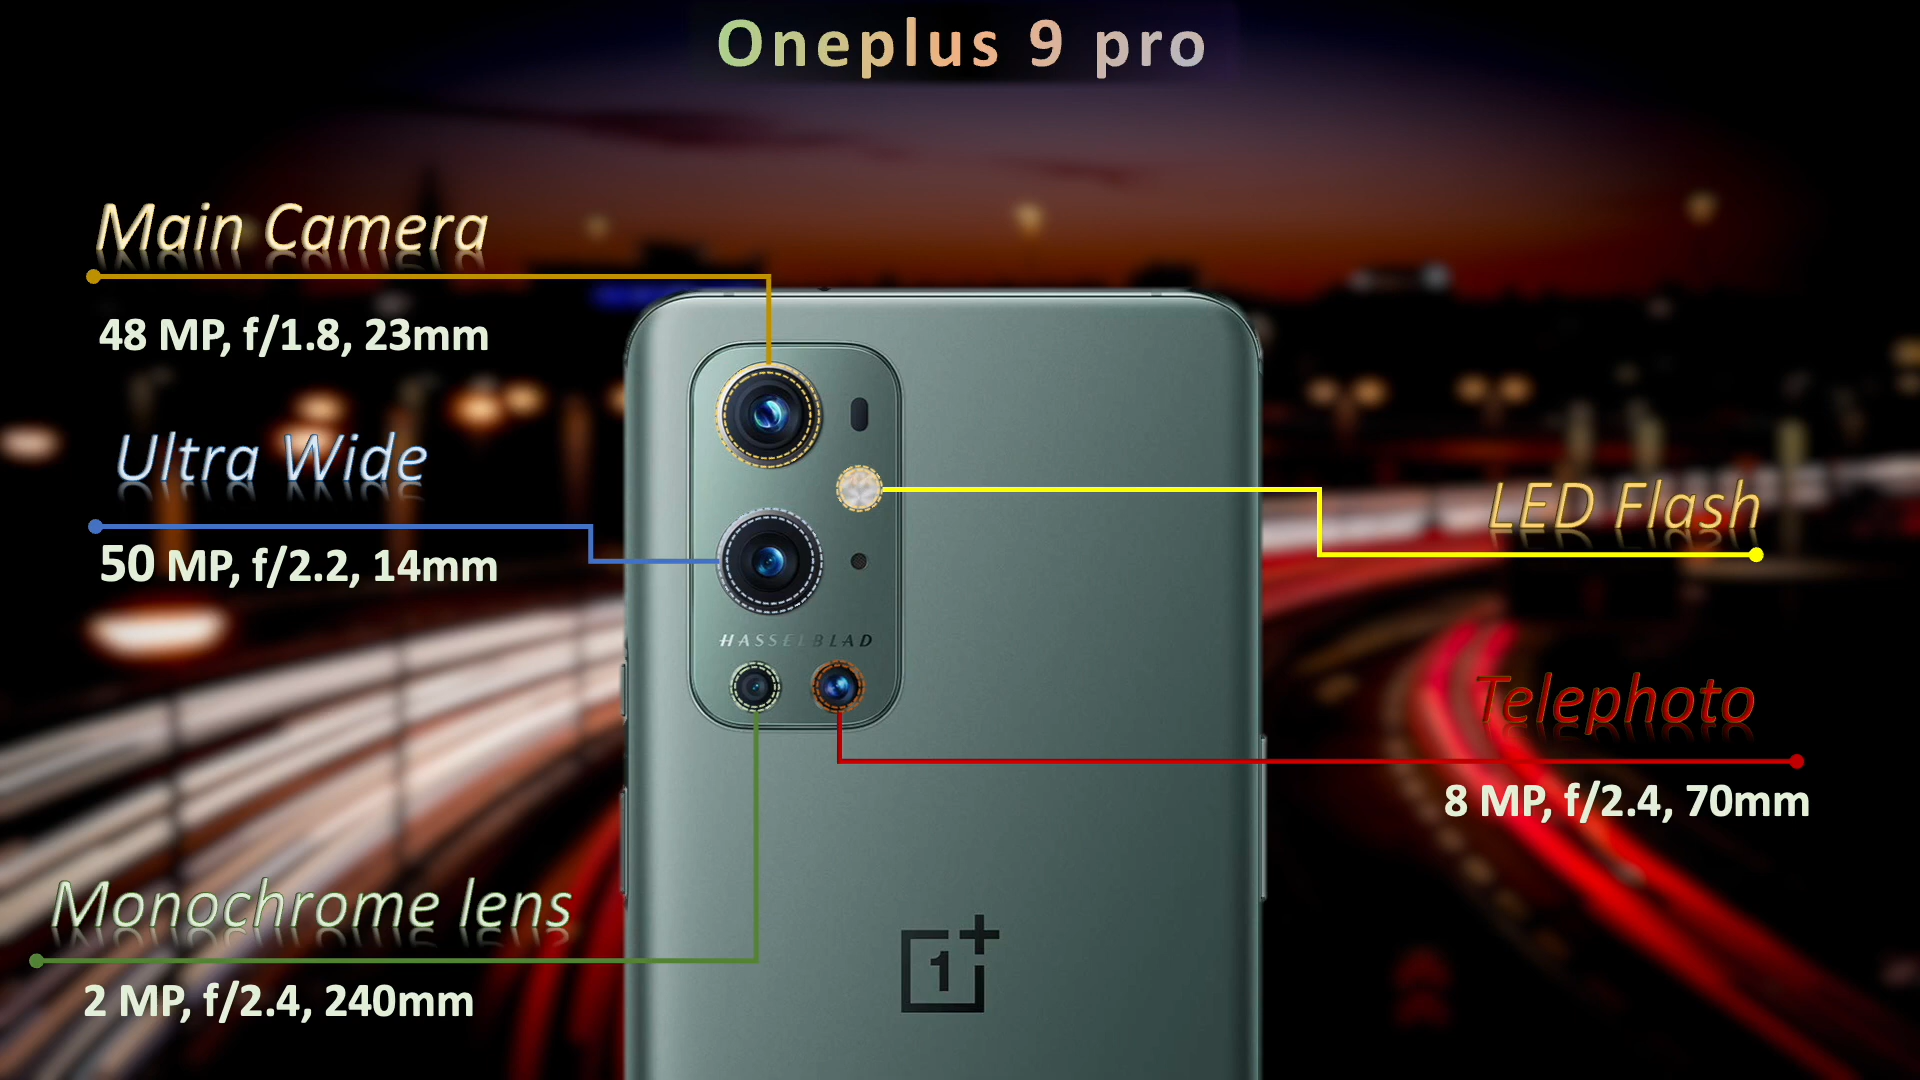 Oneplus 9 pro
Main Camera
48 MP, f/1.8, 23mm
Ultra Wide
50 MP, f/2.2, 14mm
LED Flash
HASSELBLAD
Telephoto
8 MP, f/2.4, 70mm
Monochrome lens
2 MP, f/2.4, 240mm
1+